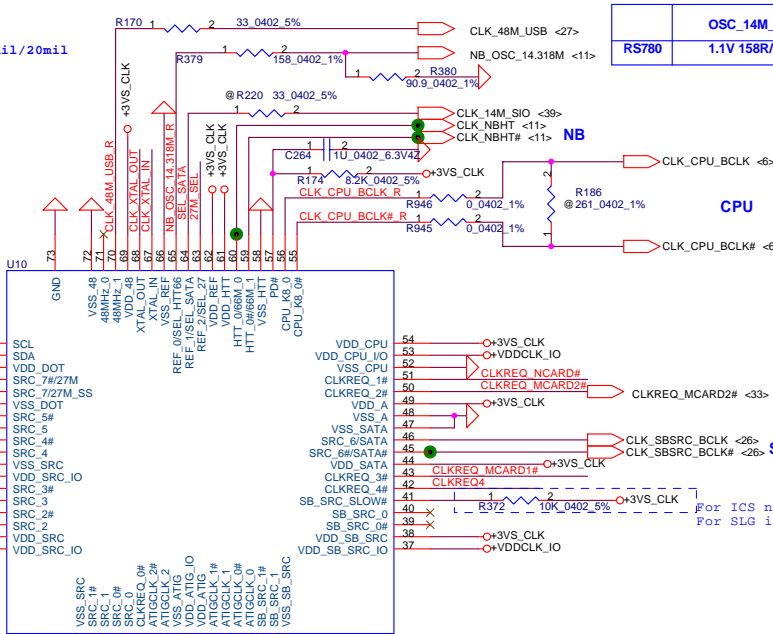 R170 1 2 33_0402_5%
CLK_48M_USB <27>
OSC_14M_
il/20mil
R379 1 2 158_0402_1%
NB_OSC_14.318M <11>
RS780 1.1V 158R/
1 2 R380
90.9_0402_1%
+3VS_CLK
@R220 33_0402_5%
1 2
CLK_14M_SIO <39>
CLK_NBHT <11>
CLK_NBHT# <11>
NB
C264 1 2 1U_0402_6.3V4Z
R174 1 2 8.2K_0402_5%
+3VS_CLK
CLK_CPU_BCLK <6>
CLK_CPU_BCLK_R
R946 1 2 0_0402_1%
R186
@261_0402_1%
2
1
CPU
CLK_CPU_BCLK#_R
R945 1 2 0_0402_1%
CLK_CPU_BCLK# <6
CLK_48M_USB_R
CLK_XTAL_OUT
CLK_XTAL_IN
NB_OSC_14.318M_R
SEL_SATA
27M_SEL
+3VS_CLK
+3VS_CLK
73 72 71 70 69 68 67 66 65 64 63 62 61 60 59 58 57 56 55
U10
GND
VSS_48
48MHz_0
48MHz_1
VDD_48
XTAL_OUT
XTAL_IN
VSS_REF
REF_0/SEL_HTT66
REF_1/SEL_SATA
REF_2/SEL_27
VDD_REF
VDD_HTT
HTT_0/66M_0
HTT_0#/66M_1
VSS_HTT
PD#
CPU_K8_0
CPU_K8_0#
SCL
SDA
VDD_DOT
SRC_7#/27M
SRC_7/27M_SS
VSS_DOT
SRC_5#
SRC_5
SRC_4#
SRC_4
VSS_SRC
VDD_SRC_IO
SRC_3#
SRC_3
SRC_2#
SRC_2
VDD_SRC
VDD_SRC_IO
VDD_CPU 54 +3VS_CLK
VDD_CPU_I/O 53 +VDDCLK_IO
VSS_CPU 52
CLKREQ_1# 51 CLKREQ_NCARD#
CLKREQ_2# 50 CLKREQ_MCARD2# CLKREQ_MCARD2# <33>
VDD_A 49 +3VS_CLK
VSS_A 48
VSS_SATA 47
SRC_6/SATA 46 CLK_SBSRC_BCLK <26>
SRC_6#/SATA# 45 CLK_SBSRC_BCLK# <26>
VDD_SATA 44 +3VS_CLK
CLKREQ_3# 43 CLKREQ_MCARD1#
CLKREQ_4# 42 CLKREQ4
SB_SRC_SLOW# 41 R372 1 2 10K_0402_5% +3VS_CLK
SB_SRC_0 40
SB_SRC_0# 39
VDD_SB_SRC 38 +3VS_CLK
VDD_SB_SRC_IO 37 +VDDCLK_IO
For ICS n
For SLG i
VSS_SRC
SRC_1#
SRC_1
SRC_0#
SRC_0
CLKREQ_0#
ATIGCLK_2#
ATIGCLK_2
VSS_ATIG
VDD_ATIG_IO
VDD_ATIG
ATIGCLK_1#
ATIGCLK_1
ATIGCLK_0#
ATIGCLK_0
SB_SRC_1#
SB_SRC_1
VSS_SB_SRC